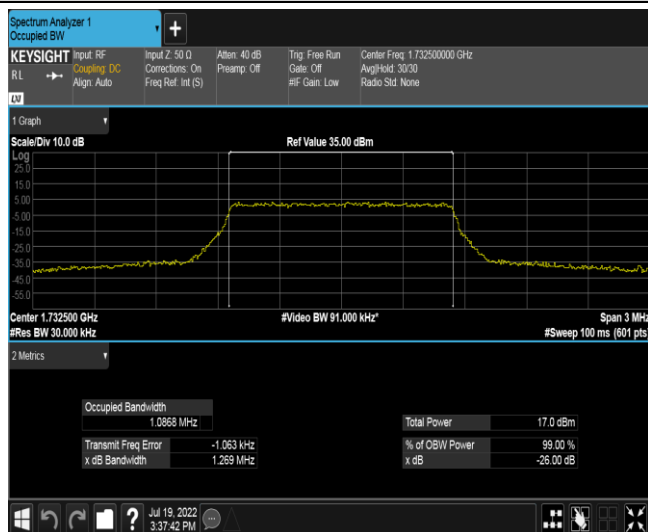 Spectrum Analyzer 1
Occupied BW
+
KEYSIGHT
RL
LXI
Input: RF
Coupling: DC
Align: Auto
Input Z: 50 Ω
Corrections: On
Freq Ref: Int (S)
Atten: 40 dB
Preamp: Off
Trig: Free Run
Gate: Off
#IF Gain: Low
Center Freq: 1.732500000 GHz
Avg|Hold: 30/30
Radio Std: None
1 Graph
Scale/Div 10.0 dB
Ref Value 35.00 dBm
Log
25.0
15.0
5.00
-5.00
-15.0
-25.0
-35.0
-45.0
-55.0
Center 1.732500 GHz
#Video BW 91.000 kHz*
Span 3 MHz
#Res BW 30.000 kHz
#Sweep 100 ms (601 pts)
2 Metrics
Occupied Bandwidth
1.0868 MHz
Total Power 17.0 dBm
Transmit Freq Error -1.063 kHz
% of OBW Power 99.00 %
x dB Bandwidth 1.269 MHz
x dB -26.00 dB
?
Jul 19, 2022
3:37:42 PM